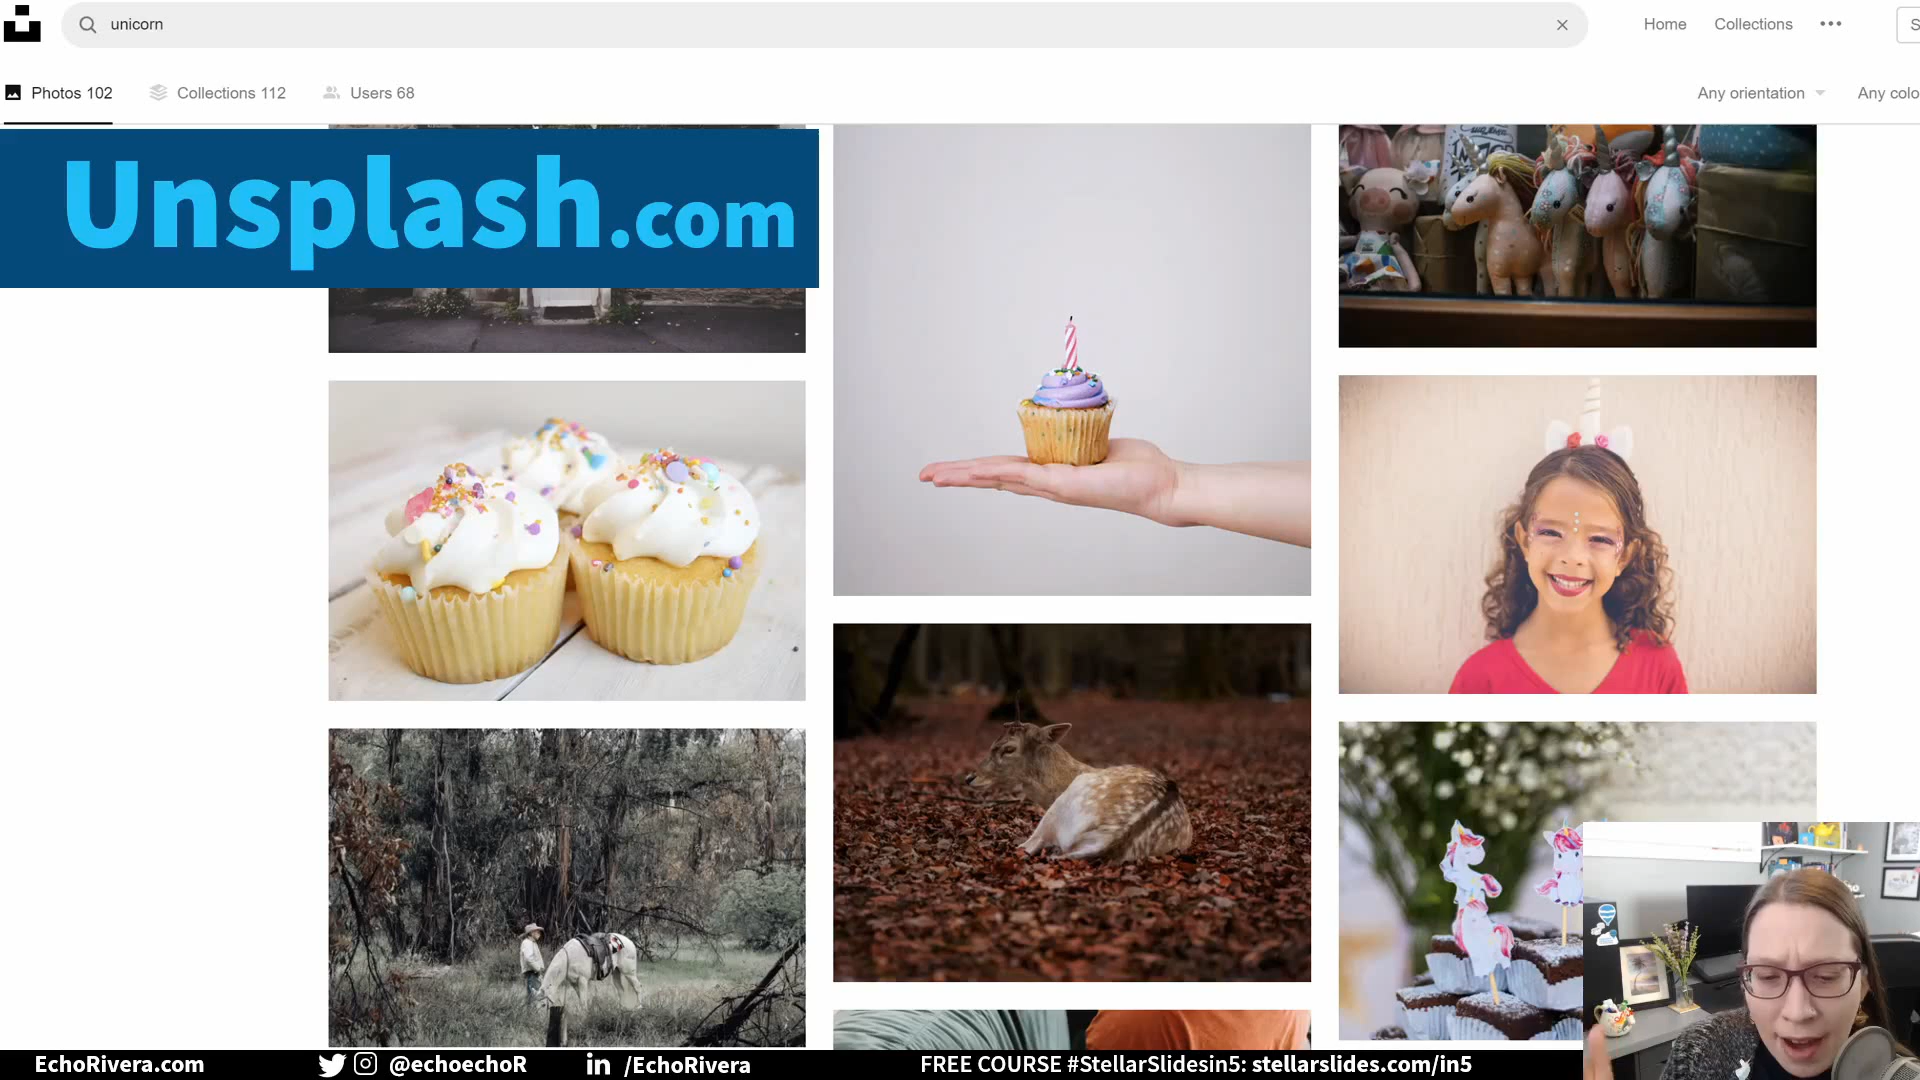 unicorn
Home
Collections
S
Photos 102
Collections 112
Users 68
Any orientation
Any colo
Unsplash.com
EchoRivera.com
@echoechoR
in /EchoRivera
FREE COURSE #StellarSlidesin5: stellarslides.com/in5